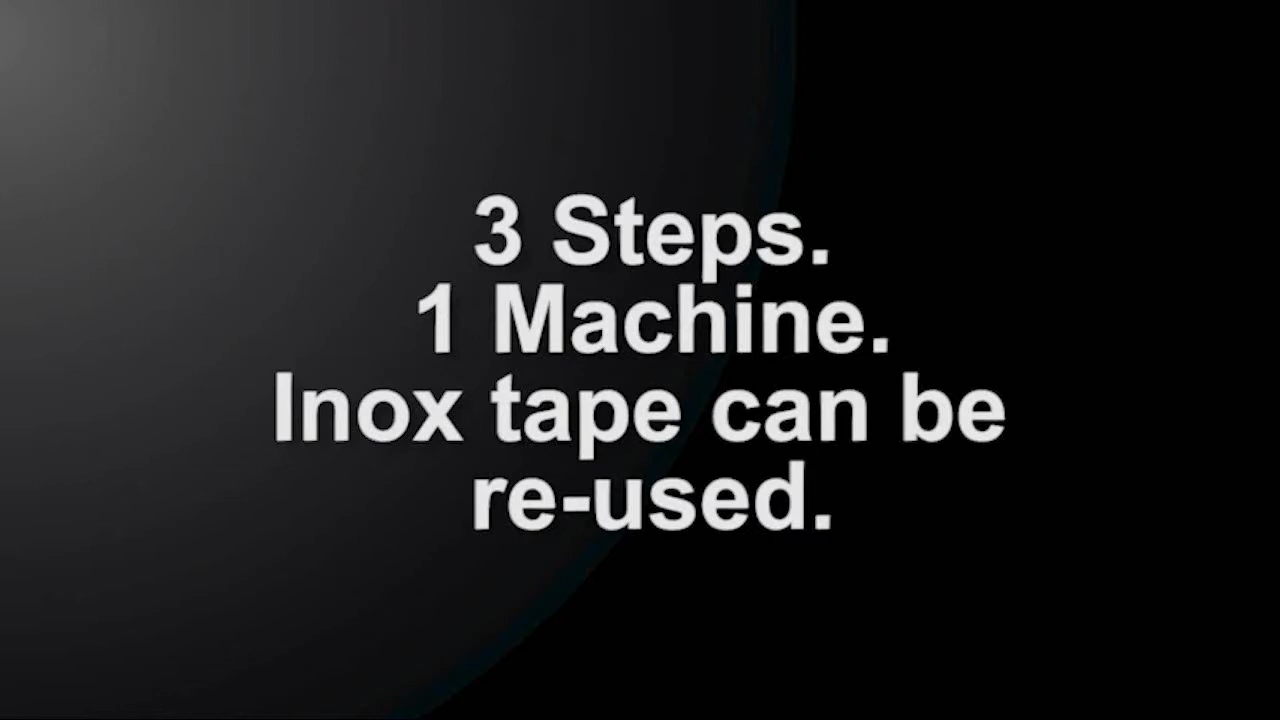 3 Steps.
1 Machine.
Inox tape can be
re-used.